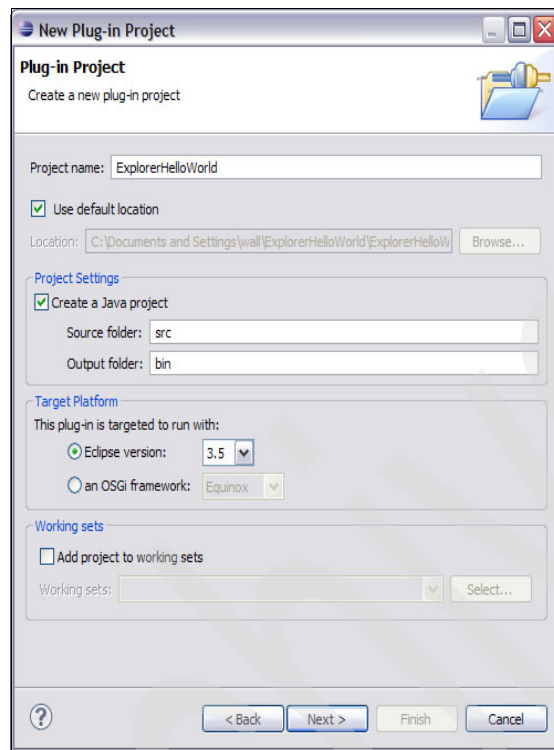 New Plug-in Project
Plug-in Project
Create a new plug-in project
Project name: ExplorerHelloWorld
Use default location
Location: C:\Documents and Settings\wall\ExplorerHelloWorld\ExplorerHelloW Browse...
Project Settings
Create a Java project
Source folder: src
Output folder: bin
Target Platform
This plug-in is targeted to run with:
Eclipse version: 3.5
an OSGi framework: Equinox
Working sets
Add project to working sets
Working sets: Select...
? < Back Next > Finish Cancel